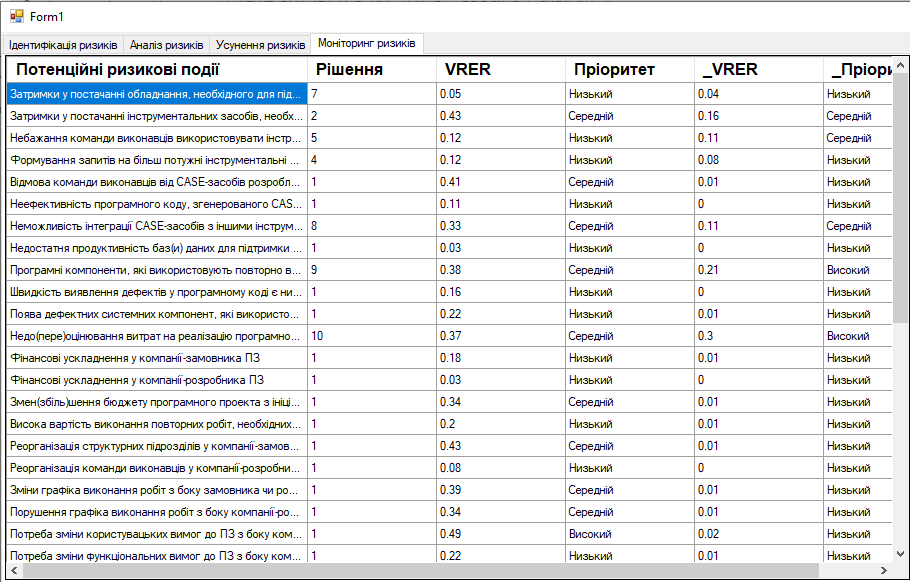 Form1
Ідентифікація ризиків Аналіз ризиків Усунення ризиків Моніторинг ризиків
Потенційні ризикові події Рішення VRER Пріоритет _VRER _Пріори
Затримки у постачанні обладнання, необхідного для під... 7 0.05 Низький 0.04 Низький
Затримки у постачанні інструментальних засобів, необх... 2 0.43 Середній 0.16 Середній
Небажання команди виконавців використовувати інстр... 5 0.12 Низький 0.11 Середній
Формування запитів на більш потужні інструментальні ... 4 0.12 Низький 0.08 Низький
Відмова команди виконавців від CASE-засобів розробл... 1 0.41 Середній 0.01 Низький
Неефективність програмного коду, згенерованого CAS... 1 0.11 Низький 0 Низький
Неможливість інтеграції CASE-засобів з іншими інструм... 8 0.33 Середній 0.11 Середній
Недостатня продуктивність баз(и) даних для підтримки ... 1 0.03 Низький 0 Низький
Програмні компоненти, які використовують повторно в... 9 0.38 Середній 0.21 Високий
Швидкість виявлення дефектів у програмному коді є ни... 1 0.16 Низький 0 Низький
Поява дефектних системних компонент, які використо... 1 0.22 Низький 0.01 Низький
Недо(пере)оцінювання витрат на реалізацію програмно... 10 0.37 Середній 0.3 Високий
Фінансові ускладнення у компанії-замовника ПЗ 1 0.18 Низький 0.01 Низький
Фінансові ускладнення у компанії-розробника ПЗ 1 0.03 Низький 0 Низький
Змен(збіль)шення бюджету програмного проекта з ініці... 1 0.34 Середній 0.01 Низький
Висока вартість виконання повторних робіт, необхідних... 1 0.2 Низький 0.01 Низький
Реорганізація структурних підрозділів у компанії-замов... 1 0.43 Середній 0.01 Низький
Реорганізація команди виконавців у компанії-розробни... 1 0.08 Низький 0 Низький
Зміни графіка виконання робіт з боку замовника чи ро... 1 0.39 Середній 0.01 Низький
Порушення графіка виконання робіт з боку компанії-ро... 1 0.34 Середній 0.01 Низький
Потреба зміни користувацьких вимог до ПЗ з боку ком... 1 0.49 Високий 0.02 Низький
Потреба зміни функціональних вимог до ПЗ з боку ком... 1 0.22 Низький 0.01 Низький